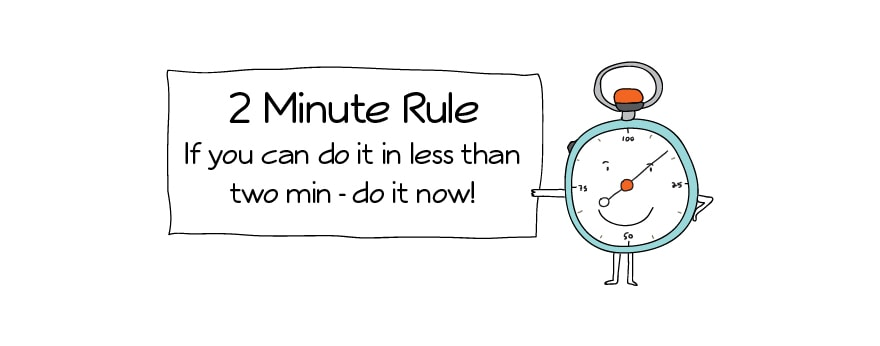 2 Minute Rule
If you can do it in less than
two min - do it now!
100
75
25
50